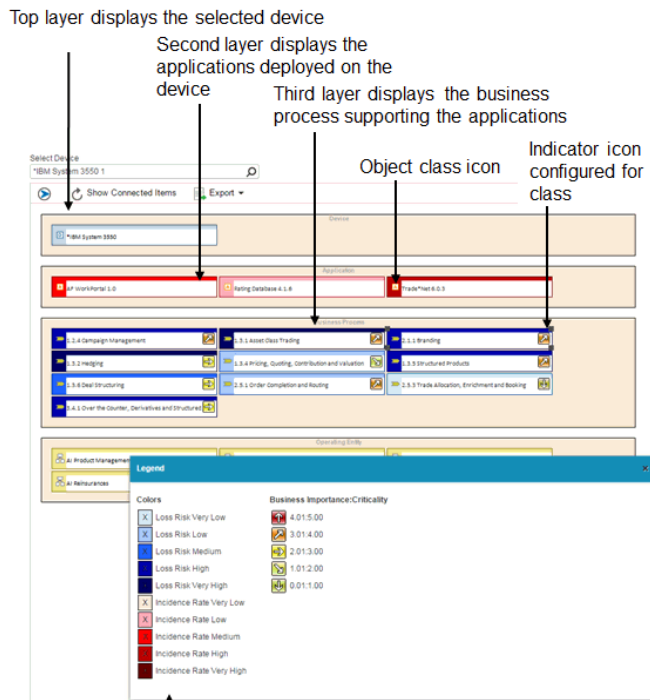 Top layer displays the selected device
Second layer displays the
applications deployed on the
device
Third layer displays the business
process supporting the applications
Indicator icon
configured for
class
Object class icon
Select Device
*IBM System 3550 1
Show Connected Items
Export
Device
*IBM System 3550
Application
AP WorkPortal 1.0
Rating Database 4.1.6
Trade*Net 6.0.3
Business Process
1.2.4 Campaign Management
1.3.1 Asset Class Trading
2.1.1 Branding
1.3.2 Hedging
1.3.4 Pricing, Quoting, Contribution and Valuation
1.3.3 Structured Products
1.3.6 Deal Structuring
2.3.1 Order Completion and Routing
2.3.3 Trade Allocation, Enrichment and Booking
2.4.1 Over the Counter, Derivatives and Structured
Operating Entity
AI Product Management
AI Reinsurances
Legend
x
Colors
Business Importance:Criticality
X Loss Risk Very Low
4.01:5.00
X Loss Risk Low
3.01:4.00
X Loss Risk Medium
2.01:3.00
X Loss Risk High
1.01:2.00
X Loss Risk Very High
0.01:1.00
X Incidence Rate Very Low
X Incidence Rate Low
X Incidence Rate Medium
X Incidence Rate High
X Incidence Rate Very High